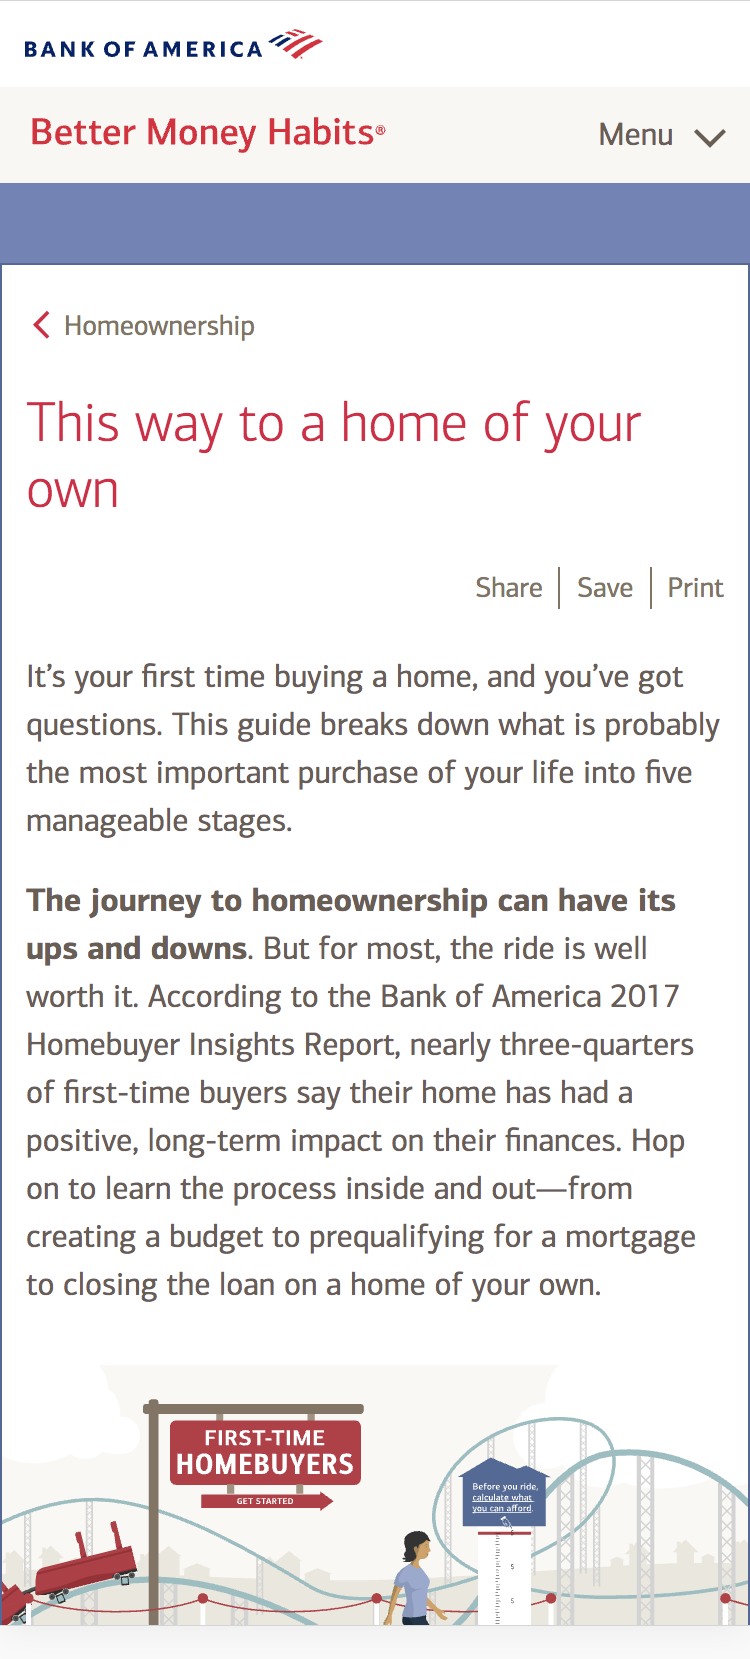 BANK OF AMERICA
Better Money Habits®
Menu
Homeownership
This way to a home of your
own
Share
Save
Print
It’s your first time buying a home, and you’ve got
questions. This guide breaks down what is probably
the most important purchase of your life into five
manageable stages.
The journey to homeownership can have its
ups and downs. But for most, the ride is well
worth it. According to the Bank of America 2017
Homebuyer Insights Report, nearly three-quarters
of first-time buyers say their home has had a
positive, long-term impact on their finances. Hop
on to learn the process inside and out—from
creating a budget to prequalifying for a mortgage
to closing the loan on a home of your own.
FIRST-TIME
HOMEBUYERS
GET STARTED
Before you ride,
calculate what
you can afford.
5
5